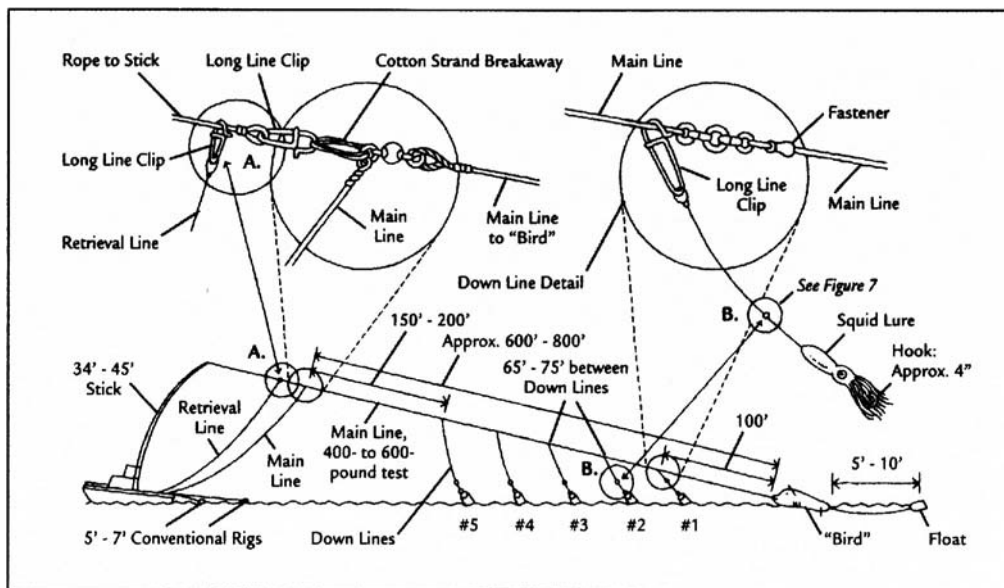 Rope to Stick
Long Line Clip
Cotton Strand Breakaway
Main Line
Fastener
Long Line Clip
A.
Long Line
Clip
Main Line
Retrieval Line
Main
Line
Main Line
to “Bird”
Down Line Detail
See Figure 7
B.
Squid Lure
Hook:
Approx. 4”
150' - 200'
Approx. 600' - 800'
A.
65' - 75' between
Down Lines
34' - 45'
Stick
Retrieval
Line
Main
Line
Main Line,
400- to 600-
pound test
100'
5' - 10'
B.
5' - 7' Conventional Rigs
Down Lines
#5
#4
#3
#2
#1
“Bird”
Float